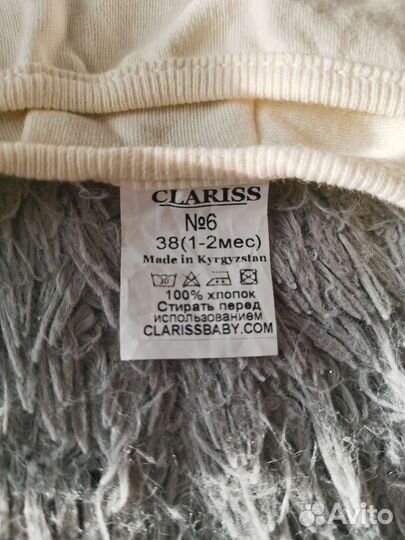 CLARISS
№6
38(1-2мес)
Made in Kyrgyzstan
30
100% хлопок
Стирать перед
использованием
CLARISSBABY.COM
Avito